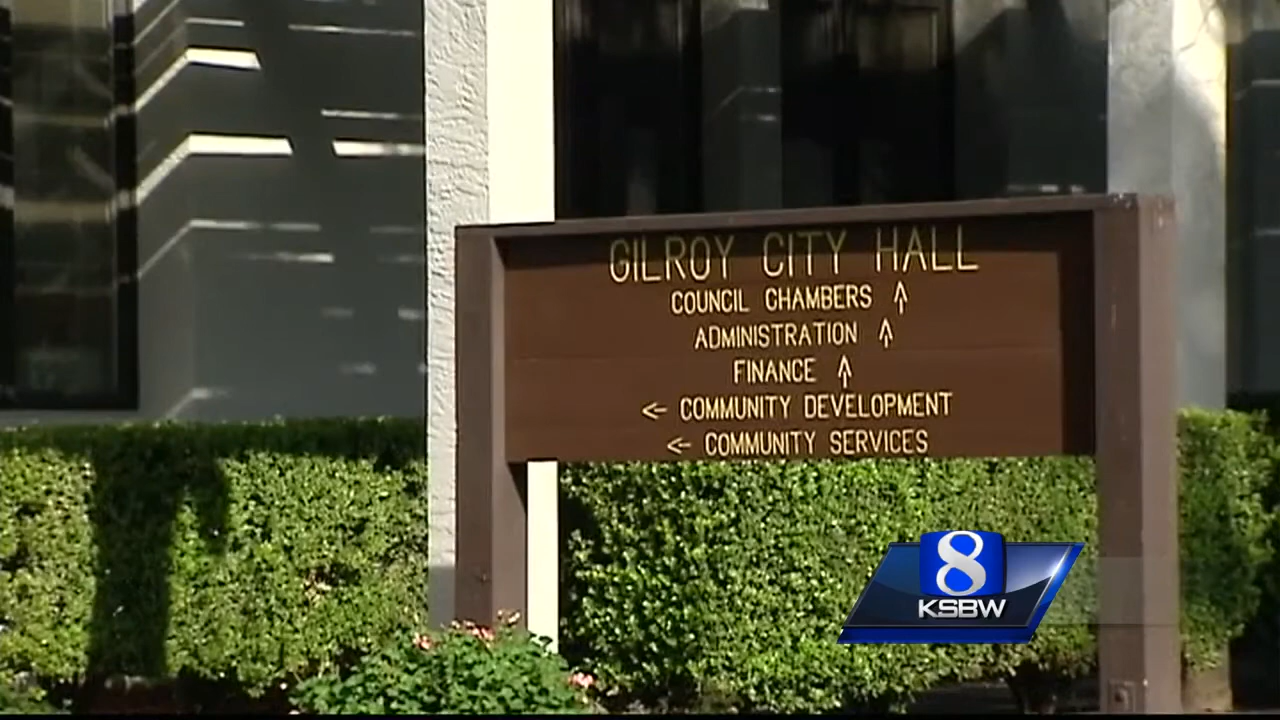 GILROY CITY HALL
COUNCIL CHAMBERS ↑
ADMINISTRATION ↑
FINANCE ↑
← COMMUNITY DEVELOPMENT
← COMMUNITY SERVICES
8
KSBW